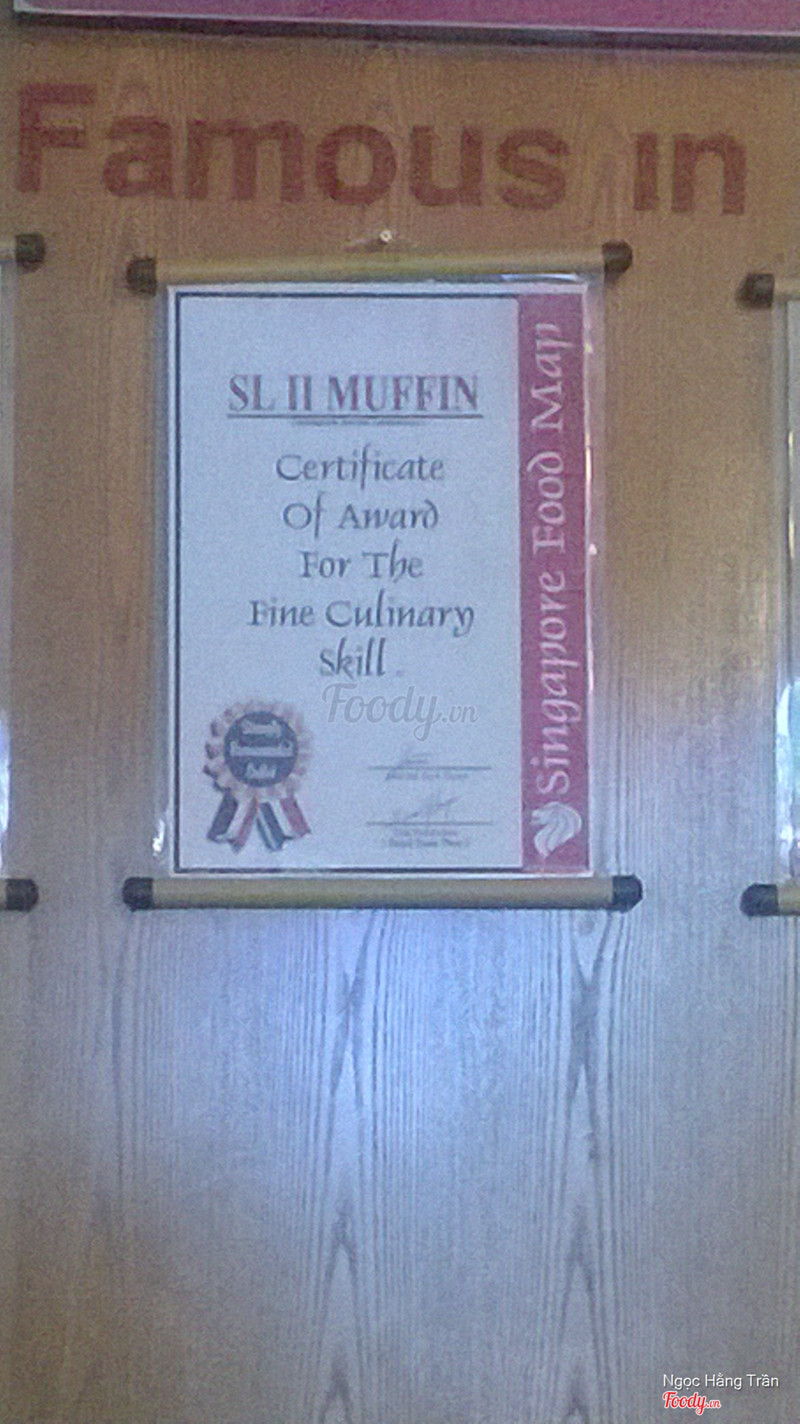 Famous in
SL II MUFFIN
Certificate
Of Award
For The
Fine Culinary
Skill
Singapore Food Map
Foody.vn
Ngọc Hằng Trần
Foody.vn